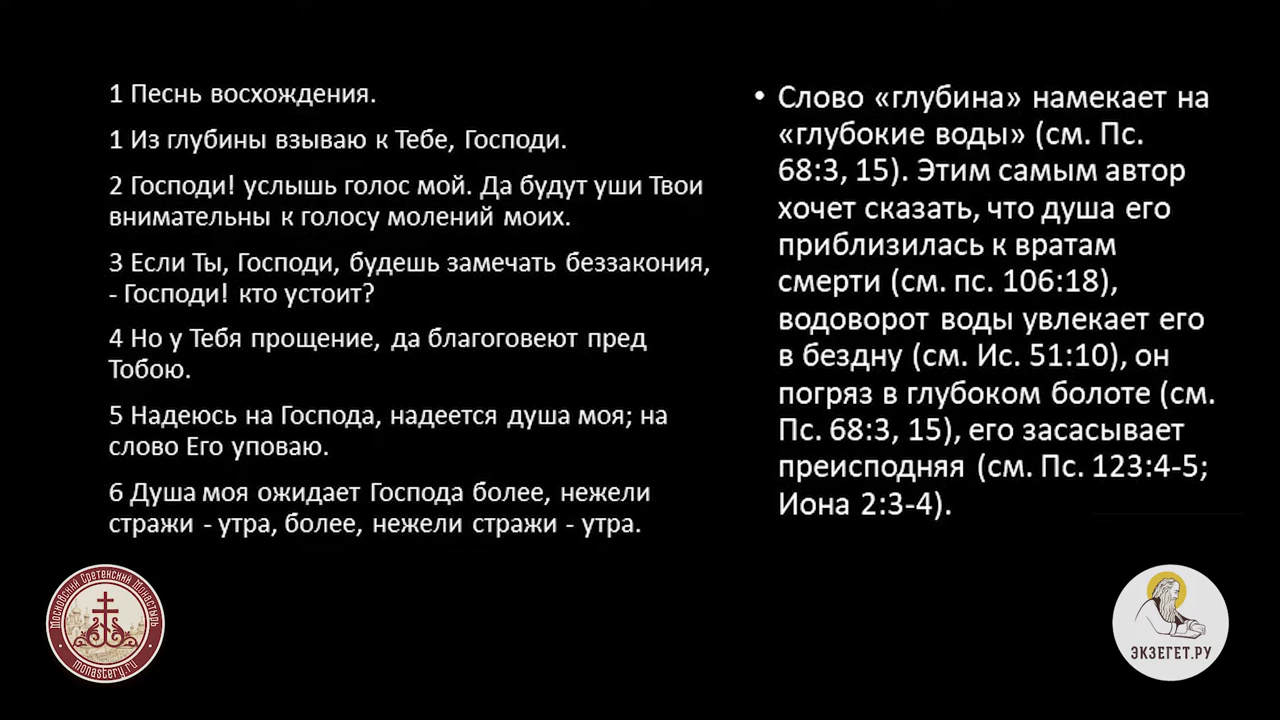 1 Песнь восхождения.
1 Из глубины взываю к Тебе, Господи.
2 Господи! услышь голос мой. Да будут уши Твои
внимательны к голосу молений моих.
3 Если Ты, Господи, будешь замечать беззакония,
- Господи! кто устоит?
4 Но у Тебя прощение, да благоговеют пред
Тобою.
5 Надеюсь на Господа, надеется душа моя; на
слово Его уповаю.
6 Душа моя ожидает Господа более, нежели
стражи - утра, более, нежели стражи - утра.
• Слово «глубина» намекает на
«глубокие воды» (см. Пс.
68:3, 15). Этим самым автор
хочет сказать, что душа его
приблизилась к вратам
смерти (см. пс. 106:18),
водоворот воды увлекает его
в бездну (см. Ис. 51:10), он
погряз в глубоком болоте (см.
Пс. 68:3, 15), его засасывает
преисподняя (см. Пс. 123:4-5;
Иона 2:3-4).
Московский Сретенский Монастырь
monastery.ru
ЭКЗЕГЕТ.РУ